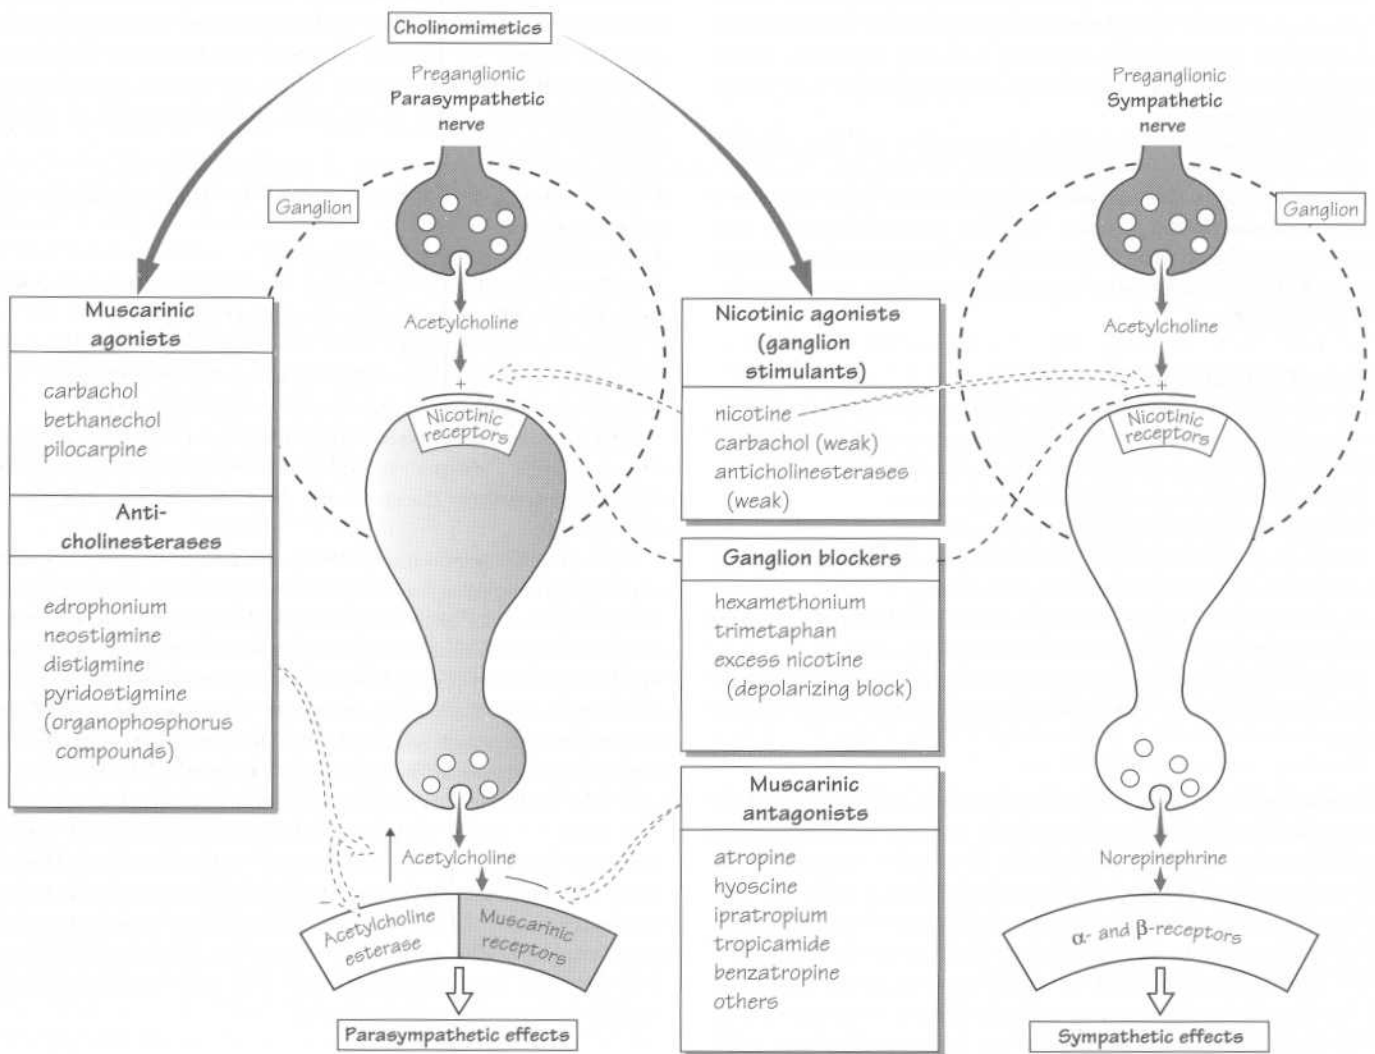 Cholinomimetics
Preganglionic
Parasympathetic
nerve
Preganglionic
Sympathetic
nerve
Ganglion
Ganglion
Muscarinic
agonists
carbachol
bethanechol
pilocarpine
Anti-
cholinesterases
edrophonium
neostigmine
distigmine
pyridostigmine
(organophosphorus
compounds)
Acetylcholine
+
Nicotinic
receptors
Nicotinic agonists
(ganglion
stimulants)
nicotine
carbachol (weak)
anticholinesterases
(weak)
Ganglion blockers
hexamethonium
trimetaphan
excess nicotine
(depolarizing block)
Muscarinic
antagonists
atropine
hyoscine
ipratropium
tropicamide
benzatropine
others
Acetylcholine
+
Nicotinic
receptors
Acetylcholine
Acetylcholine
esterase
Muscarinic
receptors
Parasympathetic effects
Norepinephrine
α- and β-receptors
Sympathetic effects